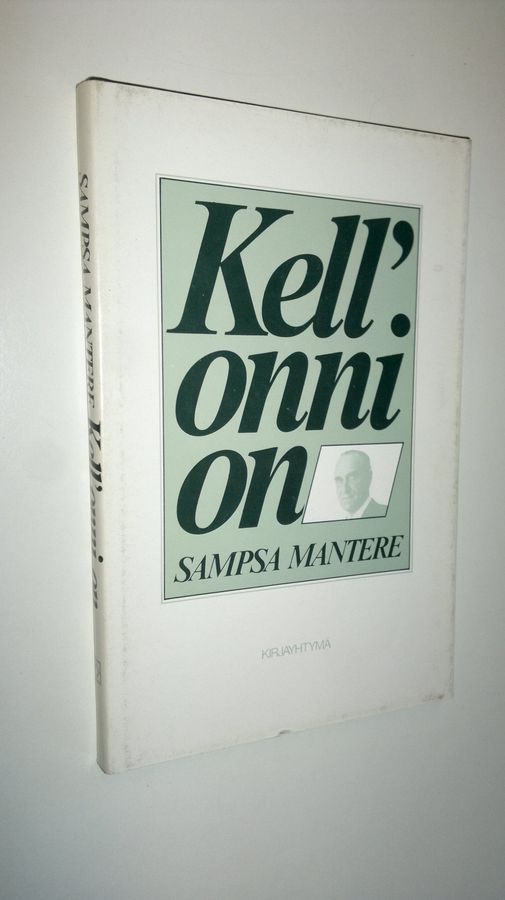 Kell'
onni
on
SAMPSA MANTERE
KIRJAYHTYMÄ
SAMPSA MANTERE Kell'onni on